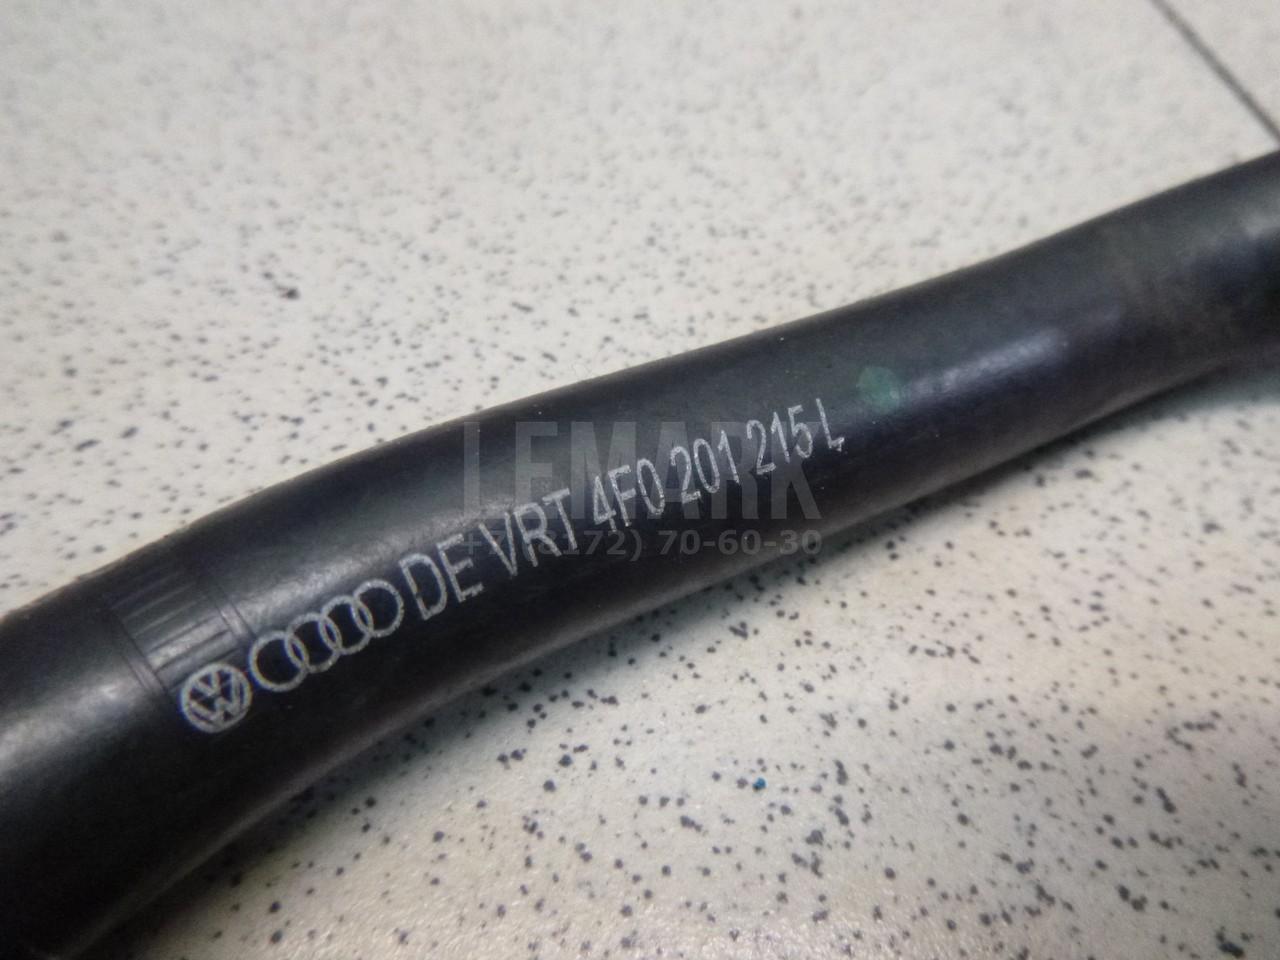 DE VRT 4F0 201 215 L
LEMARK
+7 (8172) 70-60-30